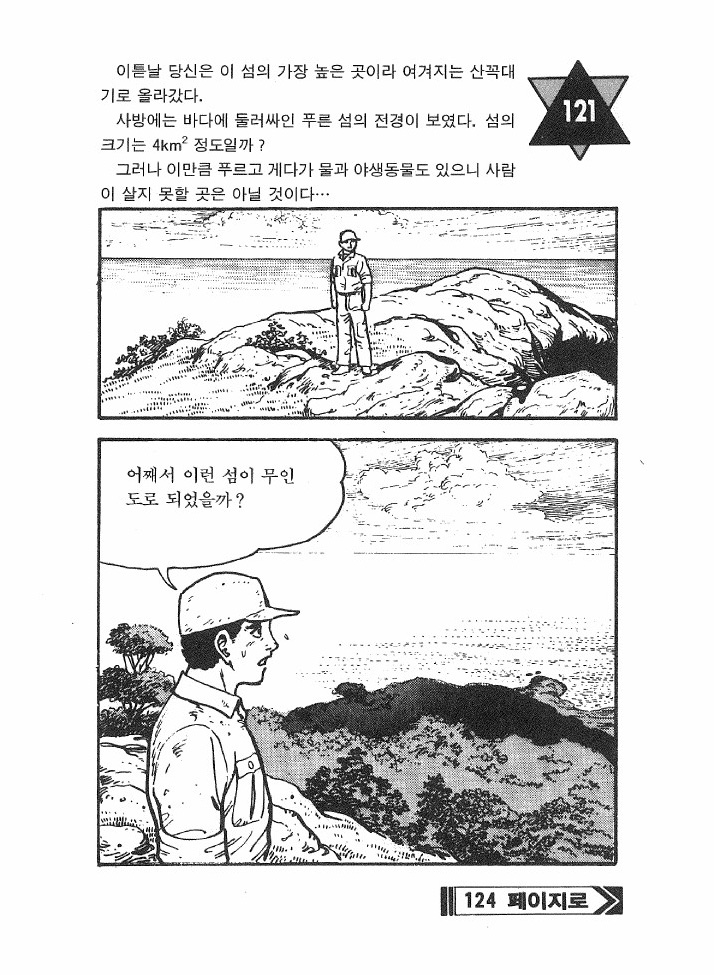 이튿날 당신은 이 섬의 가장 높은 곳이라 여겨지는 산꼭대
기로 올라갔다.
사방에는 바다에 둘러싸인 푸른 섬의 전경이 보였다. 섬의
크기는 4km² 정도일까?
그러나 이만큼 푸르고 게다가 물과 야생동물도 있으니 사람
이 살지 못할 곳은 아닐 것이다…
121
어째서 이런 섬이 무인
도로 되었을까?
124 페이지로